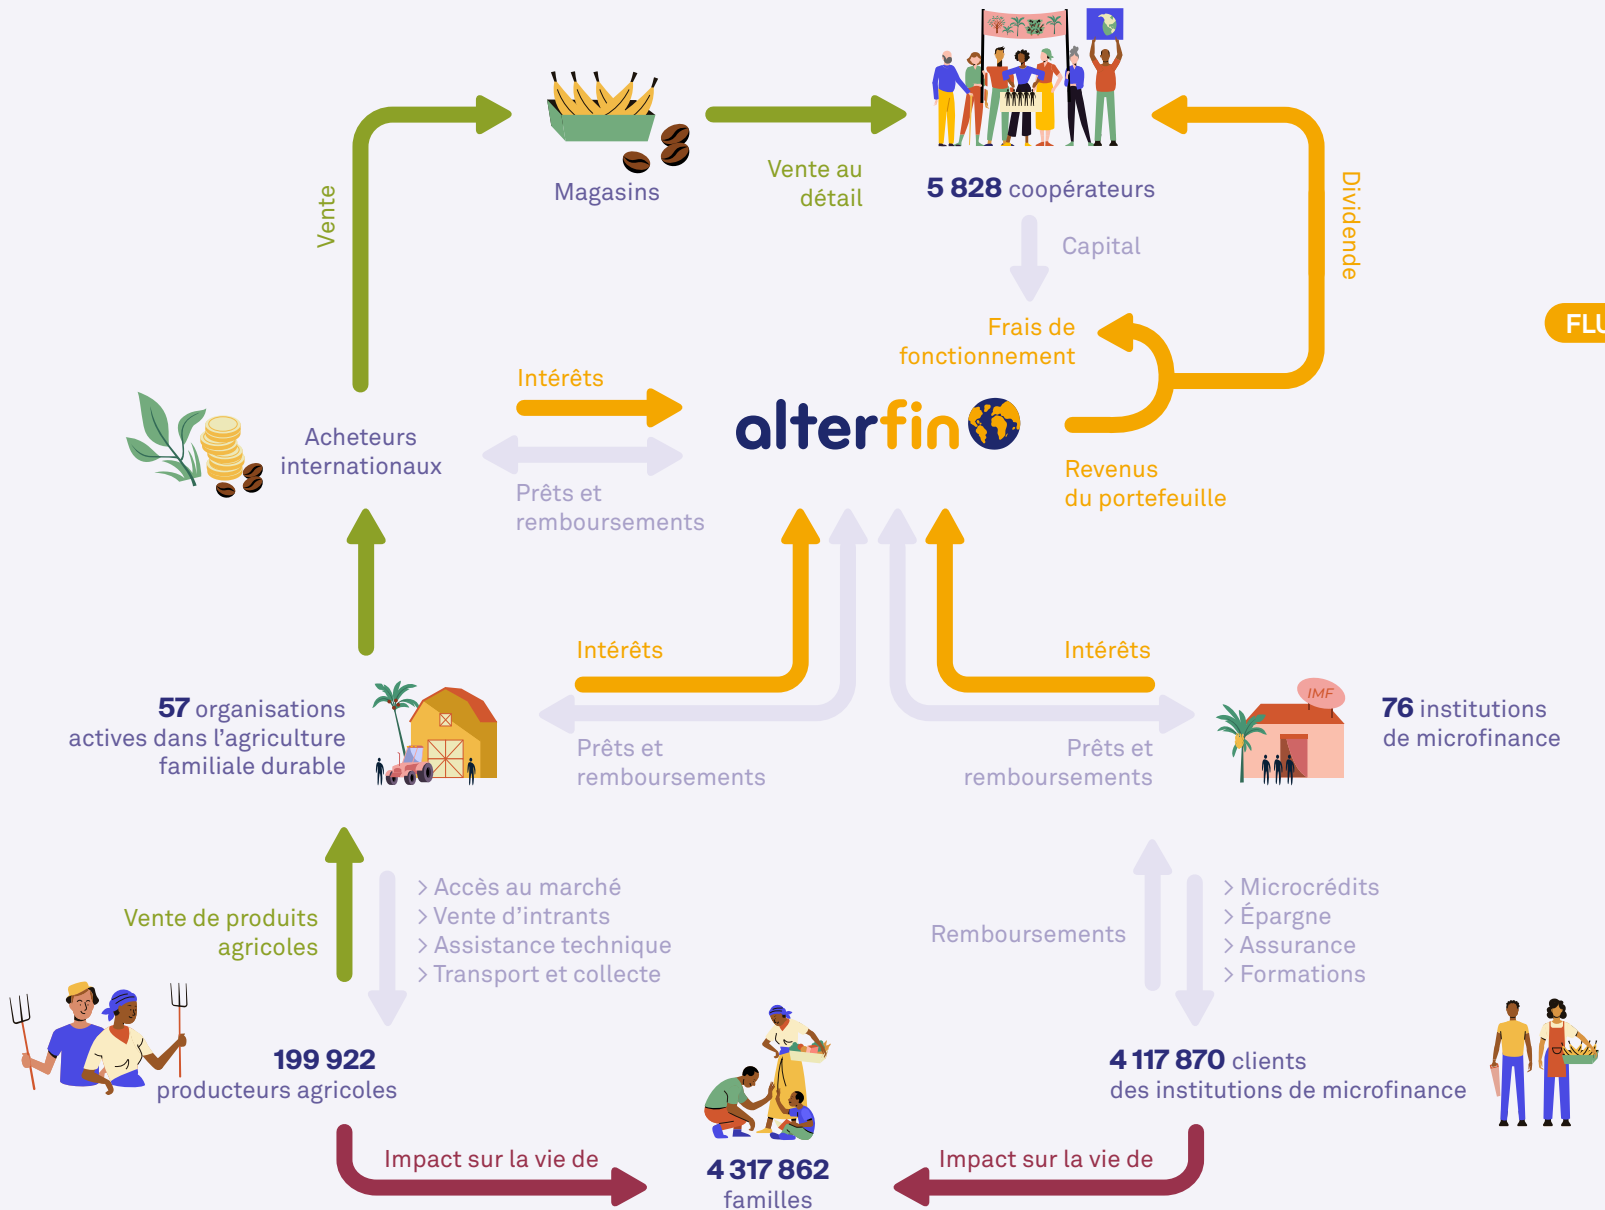 Magasins
Vente au
détail
5 828 coopérateurs
Vente
Dividende
Capital
Frais de
fonctionnement
FLU
Intérêts
alterfin
Acheteurs
internationaux
Prêts et
remboursements
Revenus
du portefeuille
Intérêts
Intérêts
57 organisations
actives dans l'agriculture
familiale durable
Prêts et
remboursements
Prêts et
remboursements
IMF
76 institutions
de microfinance
Vente de produits
agricoles
> Accès au marché
> Vente d'intrants
> Assistance technique
> Transport et collecte
Remboursements
> Microcrédits
> Épargne
> Assurance
> Formations
199 922
producteurs agricoles
4 117 870 clients
des institutions de microfinance
Impact sur la vie de
4 317 862
familles
Impact sur la vie de